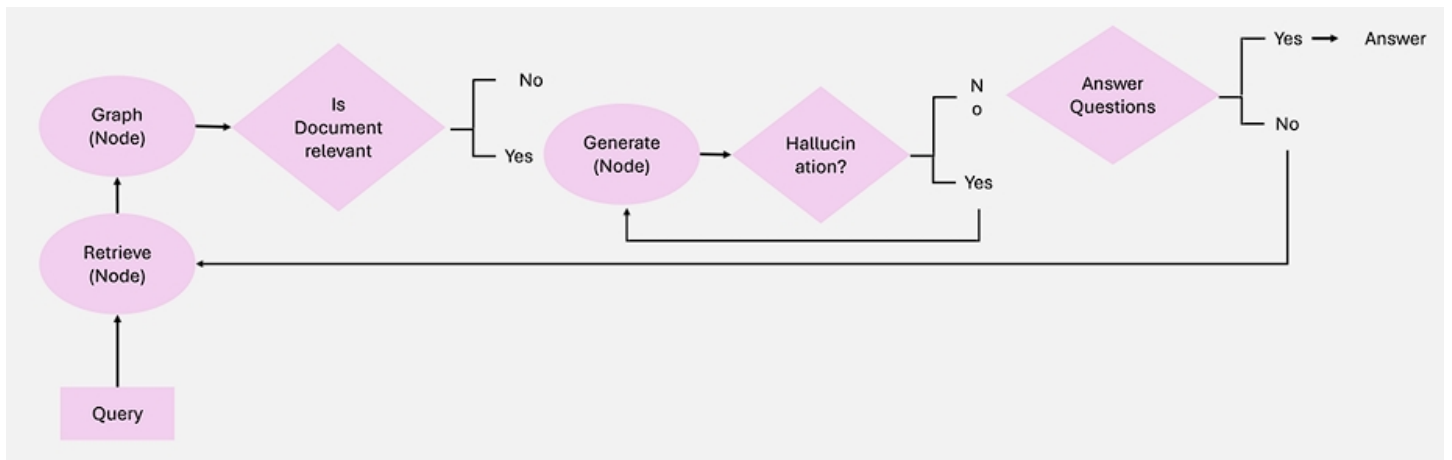 Graph
(Node)
Is
Document
relevant
No
Yes
Generate
(Node)
Hallucin
ation?
N
o
Yes
Answer
Questions
Yes
Answer
No
Retrieve
(Node)
Query